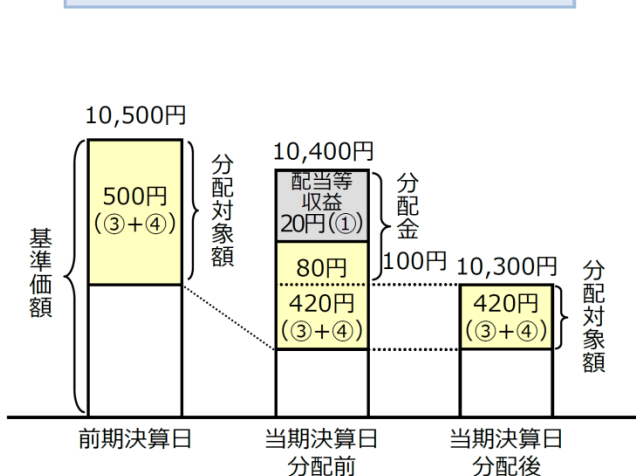 10,500円
500円
(③+④)
分配対象額
基準価額
前期決算日
10,400円
配当等
収益
20円(①)
分配金
100円
80円
420円
(③+④)
当期決算日
分配前
10,300円
420円
(③+④)
分配対象額
当期決算日
分配後